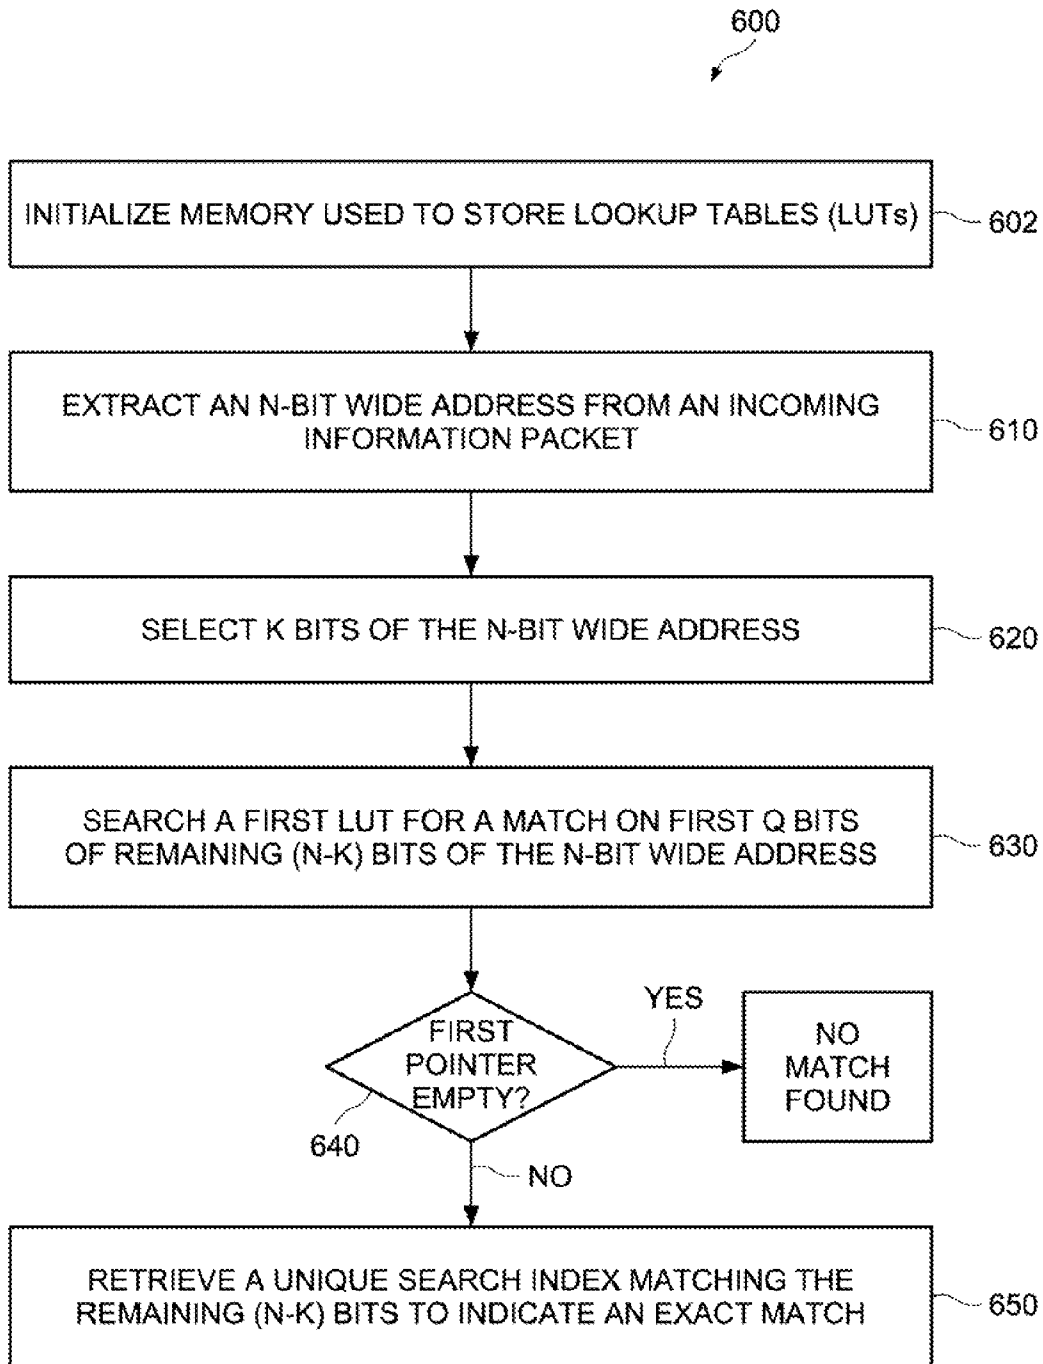 600
INITIALIZE MEMORY USED TO STORE LOOKUP TABLES (LUTs)
602
EXTRACT AN N-BIT WIDE ADDRESS FROM AN INCOMING
INFORMATION PACKET
610
SELECT K BITS OF THE N-BIT WIDE ADDRESS
620
SEARCH A FIRST LUT FOR A MATCH ON FIRST Q BITS
OF REMAINING (N-K) BITS OF THE N-BIT WIDE ADDRESS
630
FIRST
POINTER
EMPTY?
640
YES
NO
MATCH
FOUND
NO
RETRIEVE A UNIQUE SEARCH INDEX MATCHING THE
REMAINING (N-K) BITS TO INDICATE AN EXACT MATCH
650